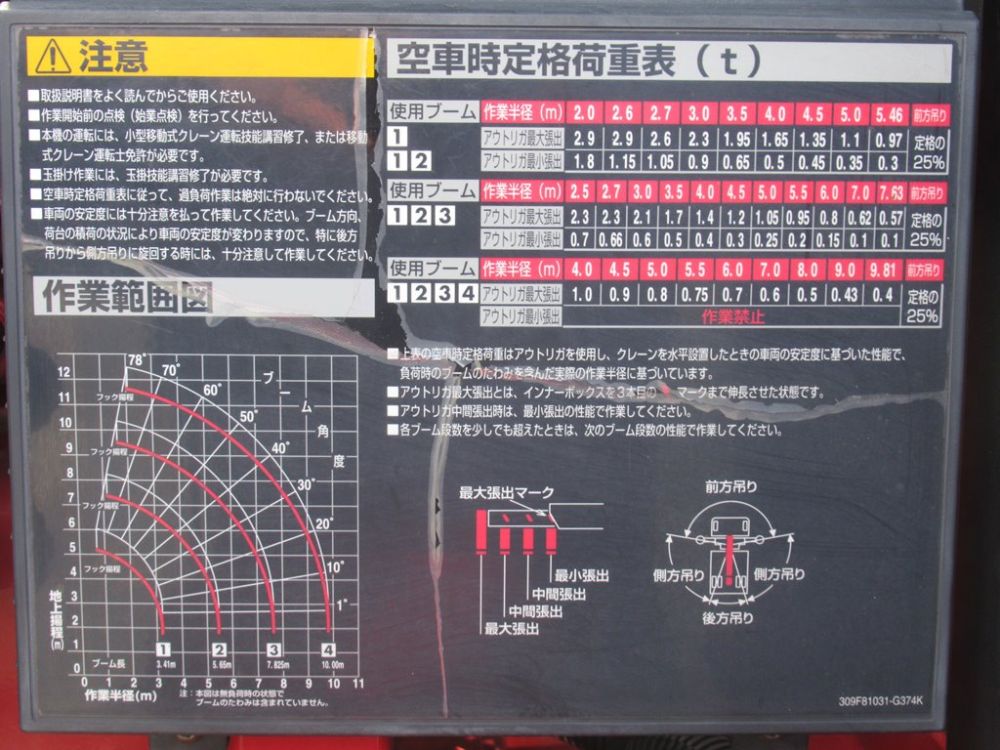 注意
■取扱説明書をよく読んでからご使用ください。
■作業開始前の点検（始業点検）を行ってください。
■本機の運転には、小型移動式クレーン運転技能講習修了、または移動
式クレーン運転士免許が必要です。
■玉掛け作業には、玉掛技能講習修了が必要です。
■空車時定格荷重表に従って、過負荷作業は絶対に行わないでください。
■車両の安定度には十分注意を払って作業してください。ブーム方向、
荷台の積荷の状況により車両の安定度が変わりますので、特に後方
吊りから側方吊りに旋回する時には、十分注意して作業してください。
作業範囲図
78° 70° 60° 50° 40° 30° 20° 10° 1°
ブーム角度
フック揚程
フック揚程
フック揚程
フック揚程
12
11
10
9
8
7
6
5
4
3
2
1
0
地上揚程(m)
1 2 3 4
ブーム長 3.41m 5.65m 7.825m 10.00m
0 1 2 3 4 5 6 7 8 9 10 11
作業半径(m)
注：本図は無負荷時の状態で
ブームのたわみは含まれていません。
空車時定格荷重表（t）
使用ブーム 作業半径（m） 2.0 2.6 2.7 3.0 3.5 4.0 4.5 5.0 5.46 前方吊り
1 アウトリガ最大張出 2.9 2.9 2.6 2.3 1.95 1.65 1.35 1.1 0.97 定格の
1 2 アウトリガ最小張出 1.8 1.15 1.05 0.9 0.65 0.5 0.45 0.35 0.3 25%
使用ブーム 作業半径（m） 2.5 2.7 3.0 3.5 4.0 4.5 5.0 5.5 6.0 7.0 7.63 前方吊り
1 2 3 アウトリガ最大張出 2.3 2.3 2.1 1.7 1.4 1.2 1.05 0.95 0.8 0.62 0.57 定格の
アウトリガ最小張出 0.7 0.66 0.6 0.5 0.4 0.3 0.25 0.2 0.15 0.1 0.1 25%
使用ブーム 作業半径（m） 4.0 4.5 5.0 5.5 6.0 7.0 8.0 9.0 9.81 前方吊り
1 2 3 4 アウトリガ最大張出 1.0 0.9 0.8 0.75 0.7 0.6 0.5 0.43 0.4 定格の
アウトリガ最小張出 作業禁止 25%
■上表の空車時定格荷重はアウトリガを使用し、クレーンを水平設置したときの車両の安定度に基づいた性能で、
負荷時のブームのたわみを含んだ実際の作業半径に基づいています。
■アウトリガ最大張出とは、インナーボックスを3本目の マークまで伸長させた状態です。
■アウトリガ中間張出時は、最小張出の性能で作業してください。
■各ブーム段数を少しでも超えたときは、次のブーム段数の性能で作業してください。
最大張出マーク
最小張出
中間張出
中間張出
最大張出
前方吊り
側方吊り 側方吊り
後方吊り
309F81031-G374K